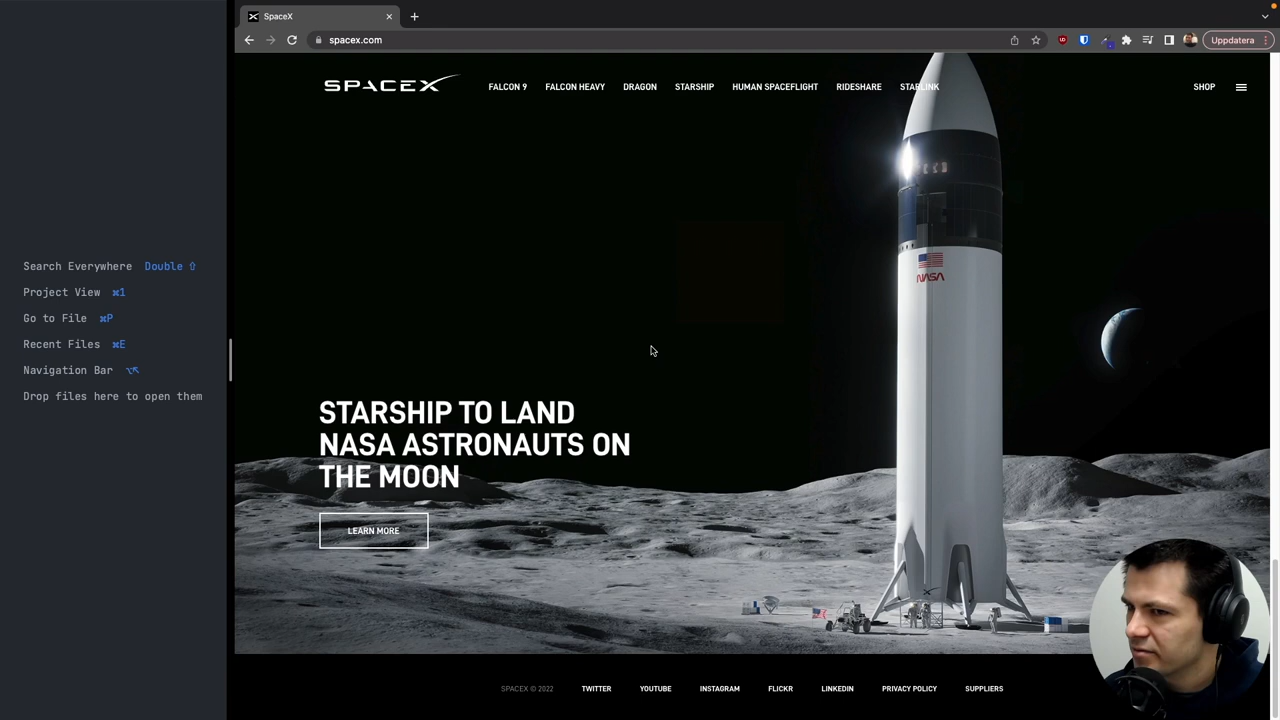 SpaceX
spacex.com
Uppdatera
SPACEX
FALCON 9
FALCON HEAVY
DRAGON
STARSHIP
HUMAN SPACEFLIGHT
RIDESHARE
STARLINK
SHOP
Search Everywhere Double ⇧
Project View ⌘1
Go to File ⌘P
Recent Files ⌘E
Navigation Bar ⌥↖
Drop files here to open them
NASA
STARSHIP TO LAND
NASA ASTRONAUTS ON
THE MOON
LEARN MORE
SPACEX © 2022
TWITTER
YOUTUBE
INSTAGRAM
FLICKR
LINKEDIN
PRIVACY POLICY
SUPPLIERS